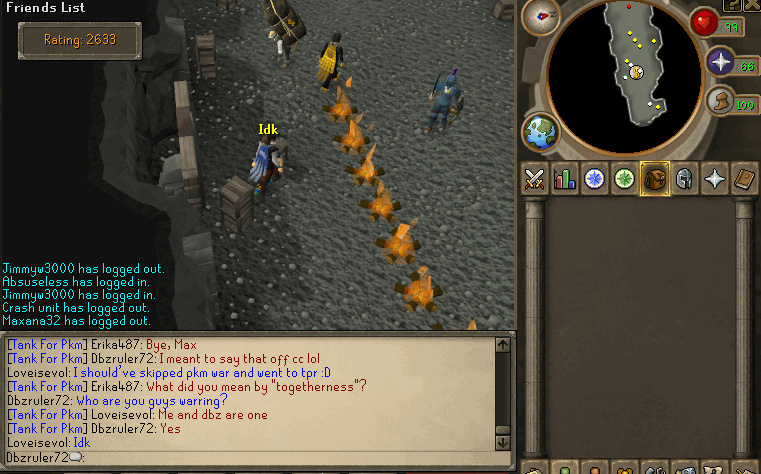 Friends List
Rating: 2633
99
66
100
Idk
Jimmyw3000 has logged out.
Absuseless has logged in.
Jimmyw3000 has logged in.
Crash unit has logged out.
Maxana32 has logged out.
[Tank For Pkm] Erika487: Bye, Max
[Tank For Pkm] Dbzruler72: I meant to say that off cc lol
Loveisevol: I should've skipped pkm war and went to tpr :D
[Tank For Pkm] Erika487: What did you mean by "togetherness"?
Dbzruler72: Who are you guys warring?
[Tank For Pkm] Loveisevol: Me and dbz are one
[Tank For Pkm] Dbzruler72: Yes
Loveisevol: Idk
Dbzruler72: